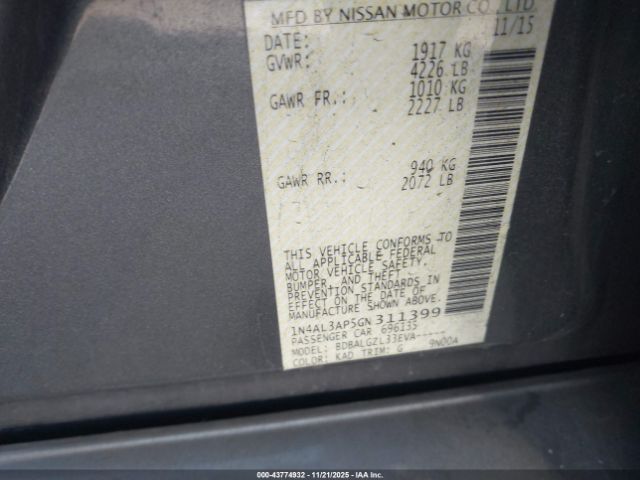 MFD BY NISSAN MOTOR CO., LTD.
DATE: 11/15
GVWR: 1917 KG
4226 LB
GAWR FR.: 1010 KG
2227 LB
GAWR RR.: 940 KG
2072 LB
THIS VEHICLE CONFORMS TO
ALL APPLICABLE FEDERAL
MOTOR VEHICLE SAFETY,
BUMPER, AND THEFT
PREVENTION STANDARDS IN
EFFECT ON THE DATE OF
MANUFACTURE SHOWN ABOVE.
1N4AL3AP5GN311399
PASSENGER CAR 696135
MODEL: BDBALGZL33EVA-----
COLOR: KAD TRIM: G 9N00A
000-43774932 - 11/21/2025 - IAA Inc.